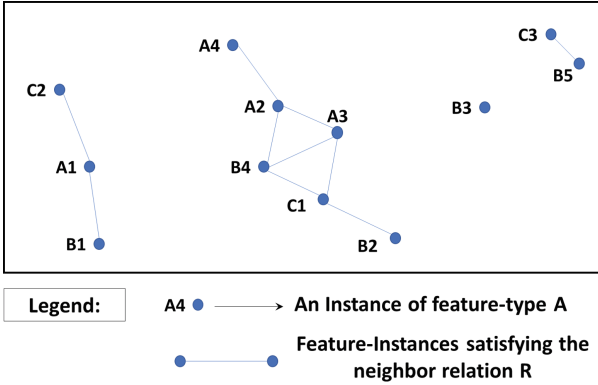 C3
A4
B5
C2
A2
B3
A3
A1
B4
C1
B1
B2
Legend:
A4
An Instance of feature-type A
Feature-Instances satisfying the
neighbor relation R